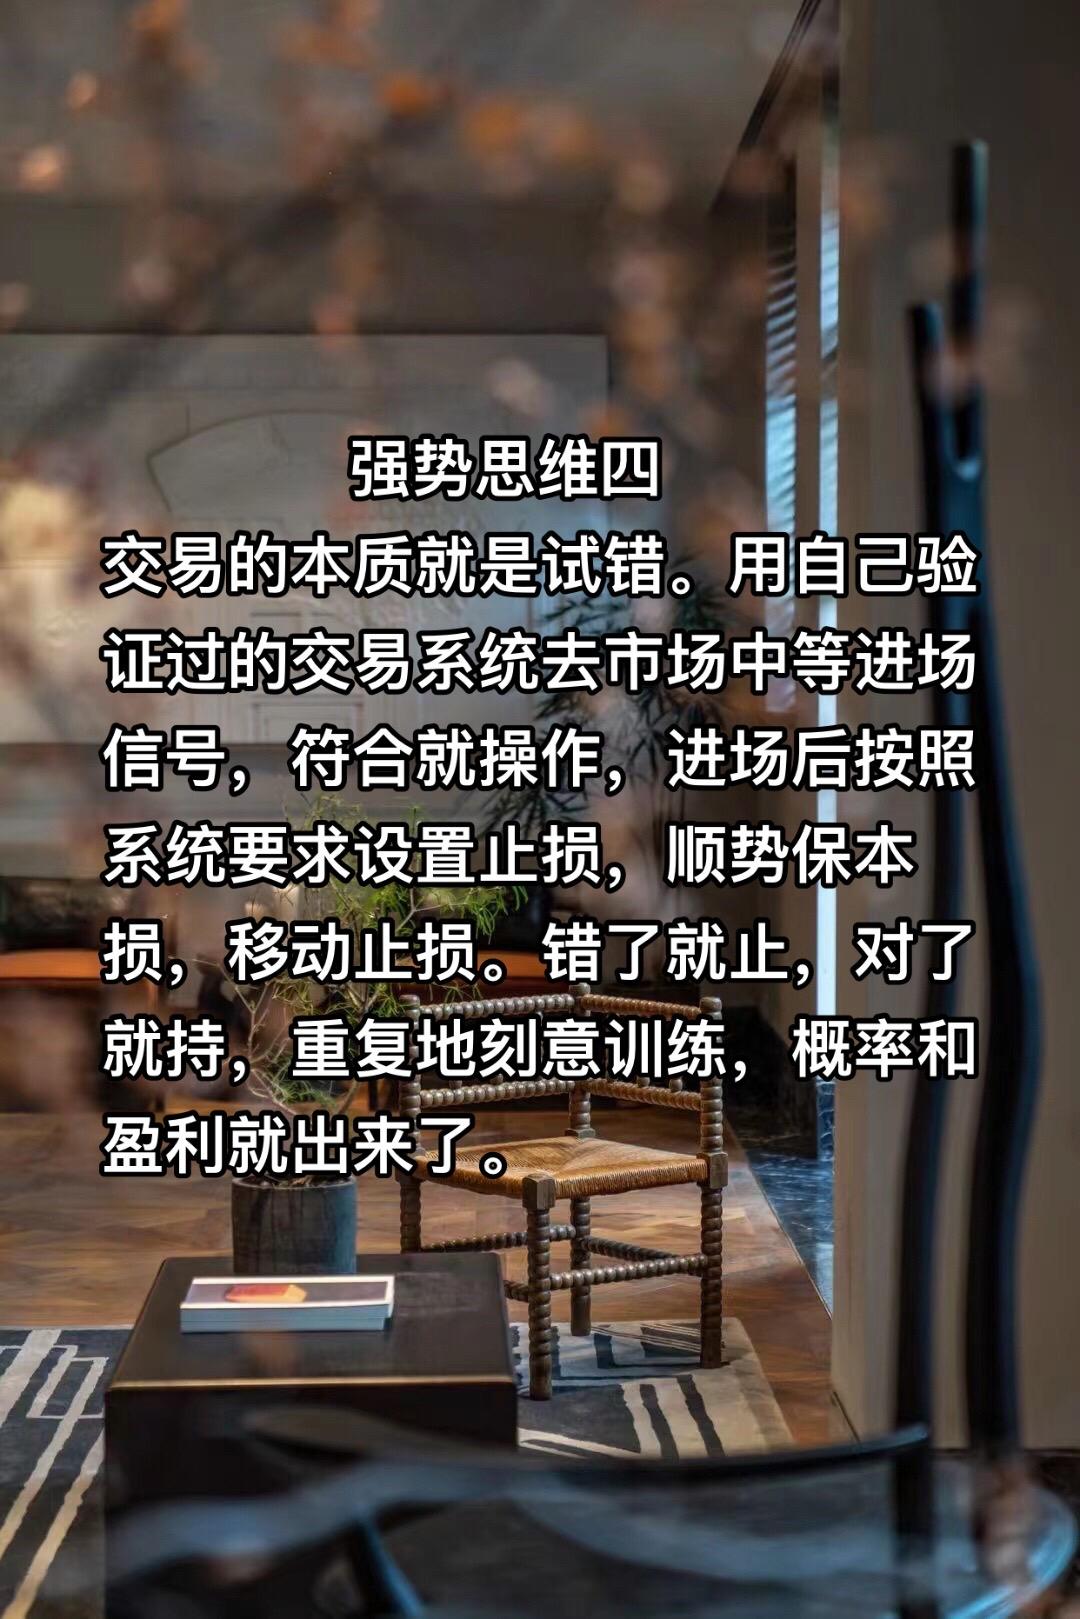 强势思维四
交易的本质就是试错。用自己验
证过的交易系统去市场中等进场
信号，符合就操作，进场后按照
系统要求设置止损，顺势保本
损，移动止损。错了就止，对了
就持，重复地刻意训练，概率和
盈利就出来了。